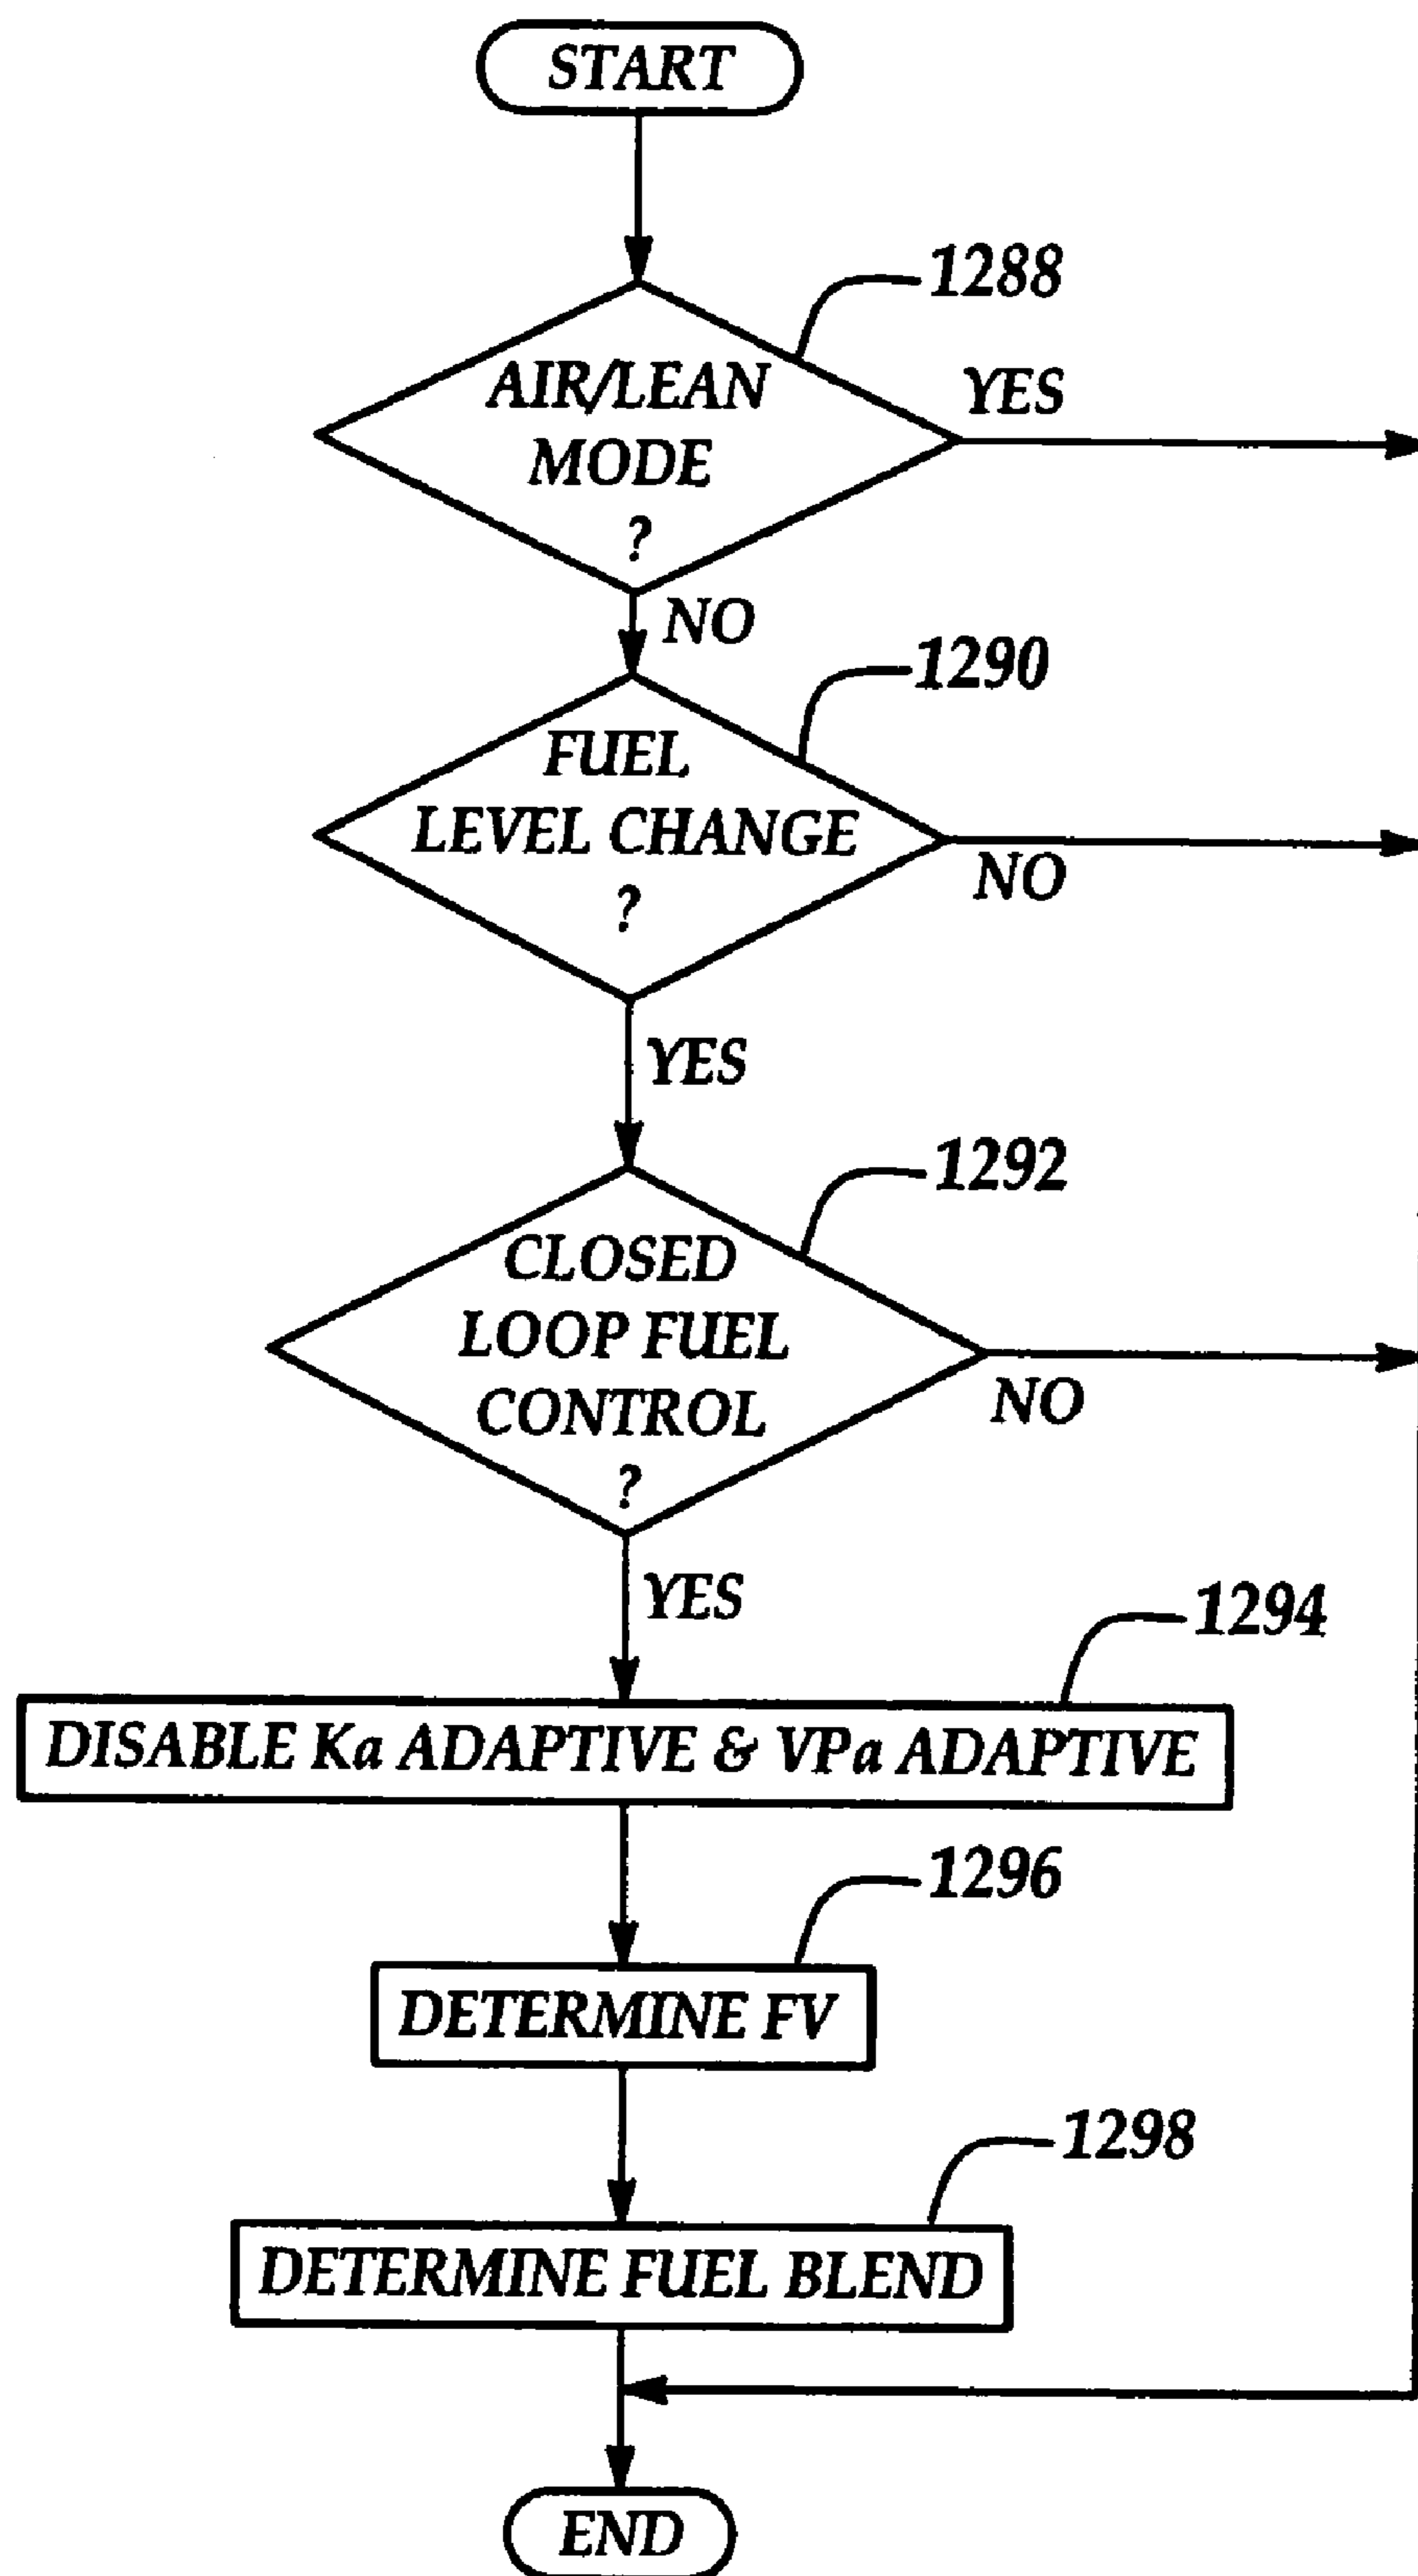 START
1288
AIR/LEAN
MODE
?
YES
NO
1290
FUEL
LEVEL CHANGE
?
NO
YES
1292
CLOSED
LOOP FUEL
CONTROL
?
NO
YES
1294
DISABLE Ka ADAPTIVE & VPa ADAPTIVE
1296
DETERMINE FV
1298
DETERMINE FUEL BLEND
END